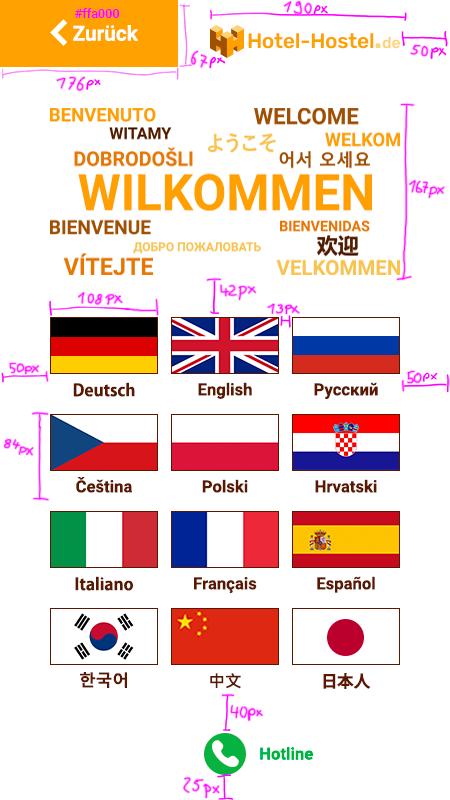 #ffa000
Zurück
190px
Hotel-Hostel.de
50px
67px
176px
BENVENUTO
WELCOME
WITAMY
ようこそ
WELKOM
DOBRODOŠLI
어서 오세요
WILKOMMEN
167px
BIENVENUE
BIENVENIDAS
ДОБРО ПОЖАЛОВАТЬ
欢迎
VÍTEJTE
VELKOMMEN
42px
108px
13px
50px
50px
Deutsch
English
Русский
84px
Čeština
Polski
Hrvatski
Italiano
Français
Español
한국어
中文
日本人
40px
Hotline
25px